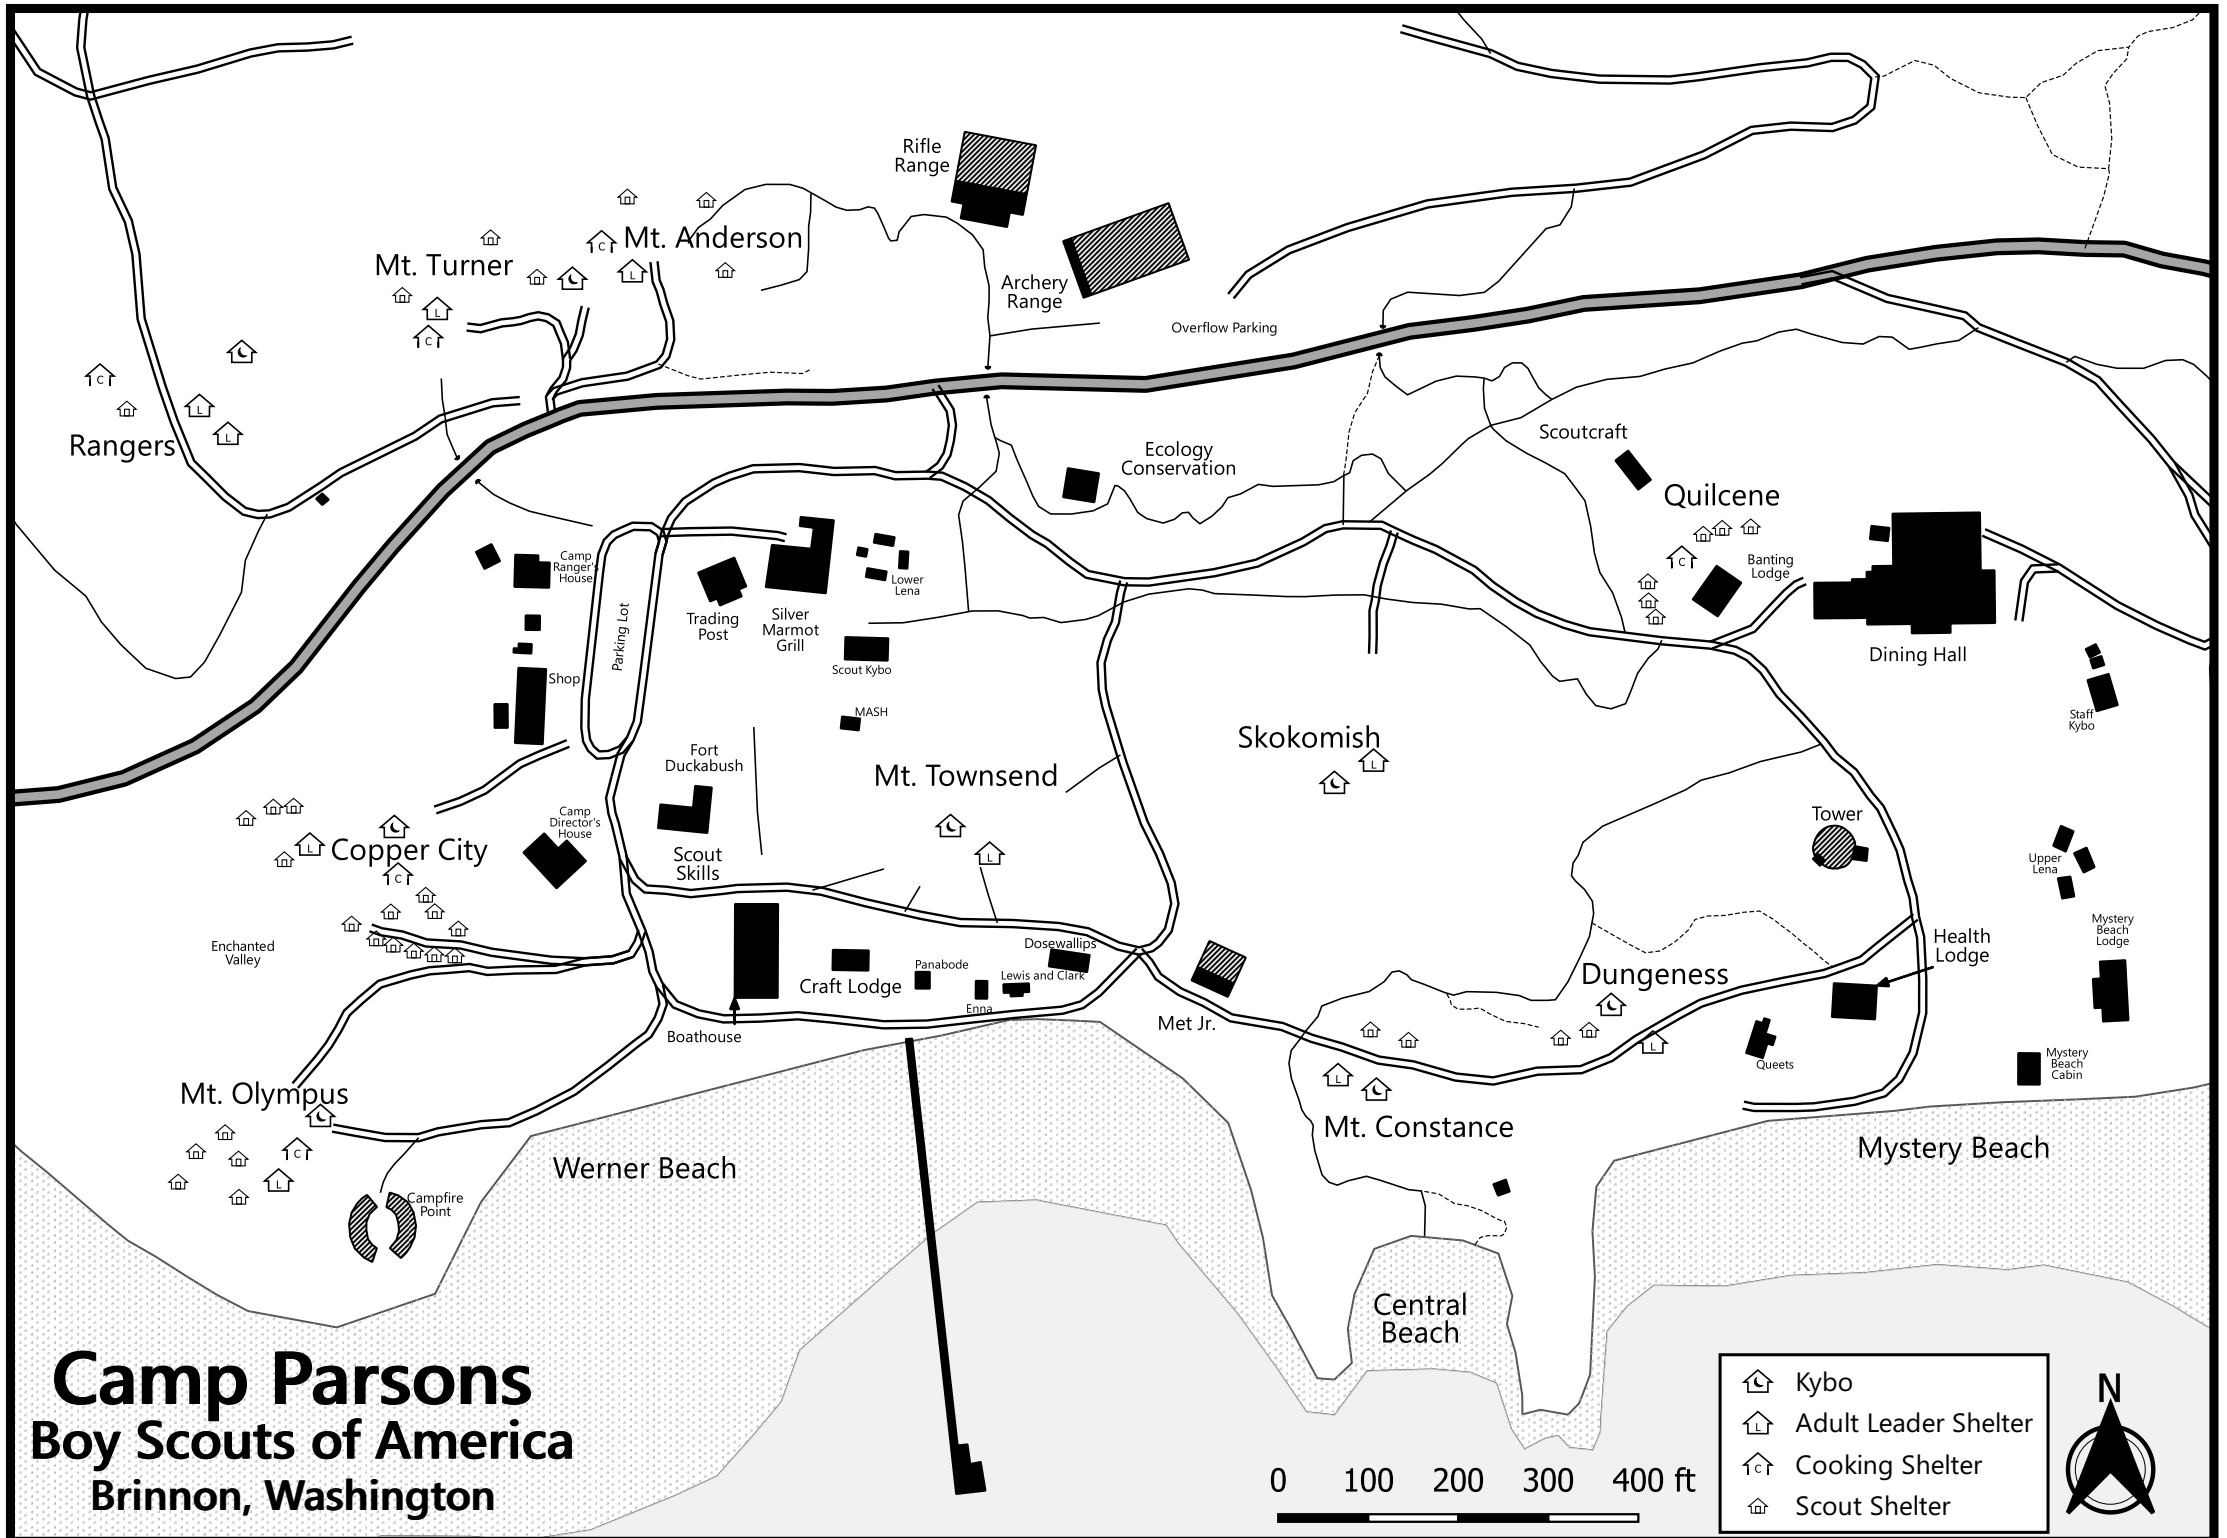 Rifle
Range
Mt. Anderson
C
Mt. Turner
L
L
C
Archery
Range
Overflow Parking
C
L
L
Rangers
Scoutcraft
Ecology
Conservation
Quilcene
C
Banting
Lodge
Camp
Ranger's
House
Lower
Lena
Trading
Post
Silver
Marmot
Grill
Parking Lot
Scout Kybo
Dining Hall
Shop
MASH
Staff
Kybo
Skokomish
L
Fort
Duckabush
Mt. Townsend
L
Camp
Director's
House
Tower
Copper City
L
C
Scout
Skills
Upper
Lena
Mystery
Beach
Lodge
Enchanted
Valley
Dosewallips
Health
Lodge
Panabode
Lewis and Clark
Craft Lodge
Enna
Dungeness
L
Met Jr.
Boathouse
Queets
Mystery
Beach
Cabin
L
Mt. Constance
Mt. Olympus
C
L
Werner Beach
Mystery Beach
Campfire
Point
Central
Beach
Camp Parsons
Boy Scouts of America
Brinnon, Washington
0 100 200 300 400 ft
Kybo
L Adult Leader Shelter
C Cooking Shelter
Scout Shelter
N